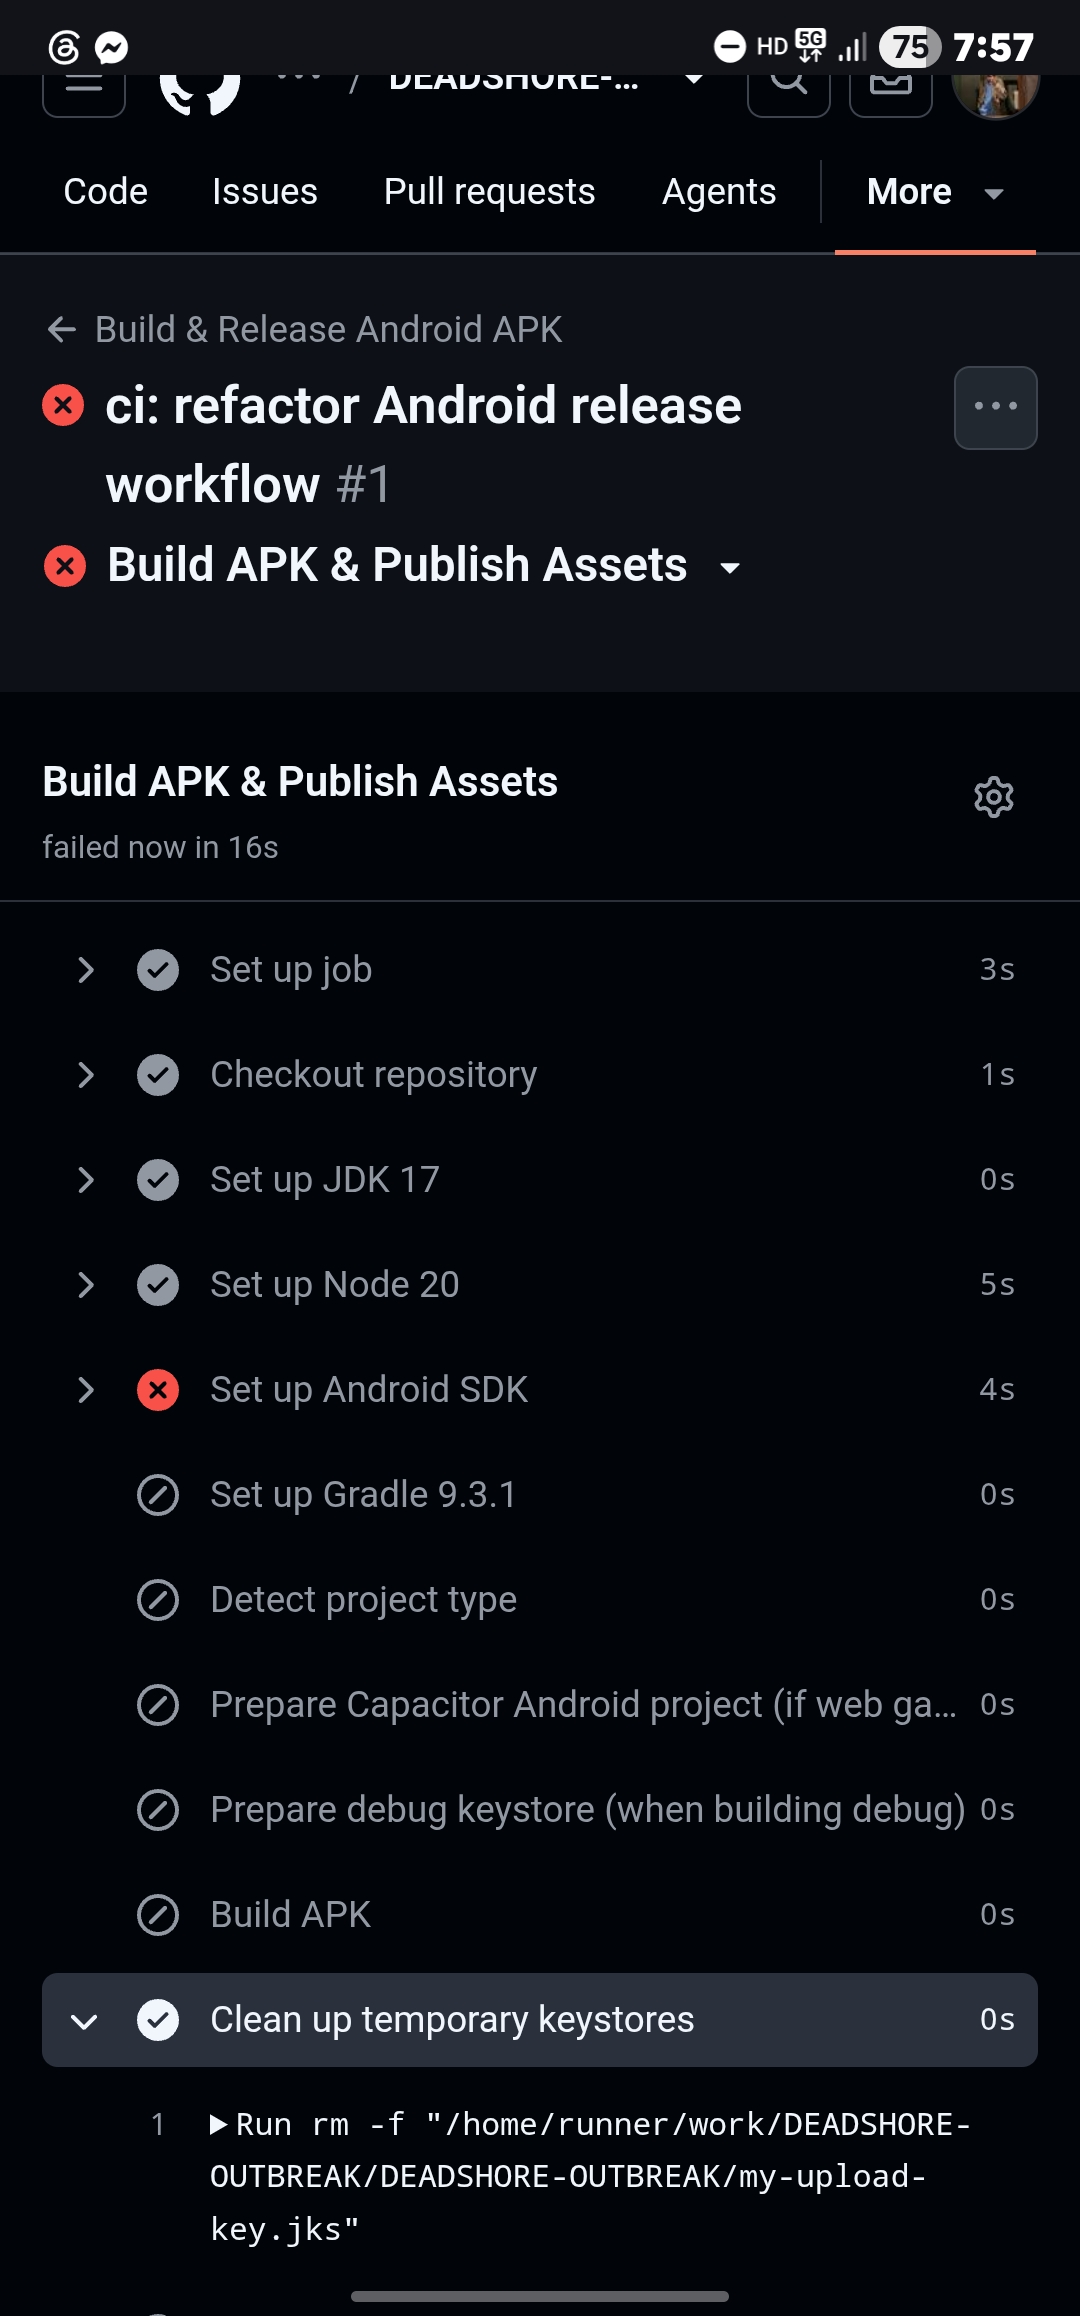 HD 5G 75 7:57
/ DEADSHORE-...
Code Issues Pull requests Agents More
Build & Release Android APK
ci: refactor Android release
workflow #1
Build APK & Publish Assets
Build APK & Publish Assets
failed now in 16s
Set up job 3s
Checkout repository 1s
Set up JDK 17 0s
Set up Node 20 5s
Set up Android SDK 4s
Set up Gradle 9.3.1 0s
Detect project type 0s
Prepare Capacitor Android project (if web ga... 0s
Prepare debug keystore (when building debug) 0s
Build APK 0s
Clean up temporary keystores 0s
1 Run rm -f "/home/runner/work/DEADSHORE-
OUTBREAK/DEADSHORE-OUTBREAK/my-upload-
key.jks"